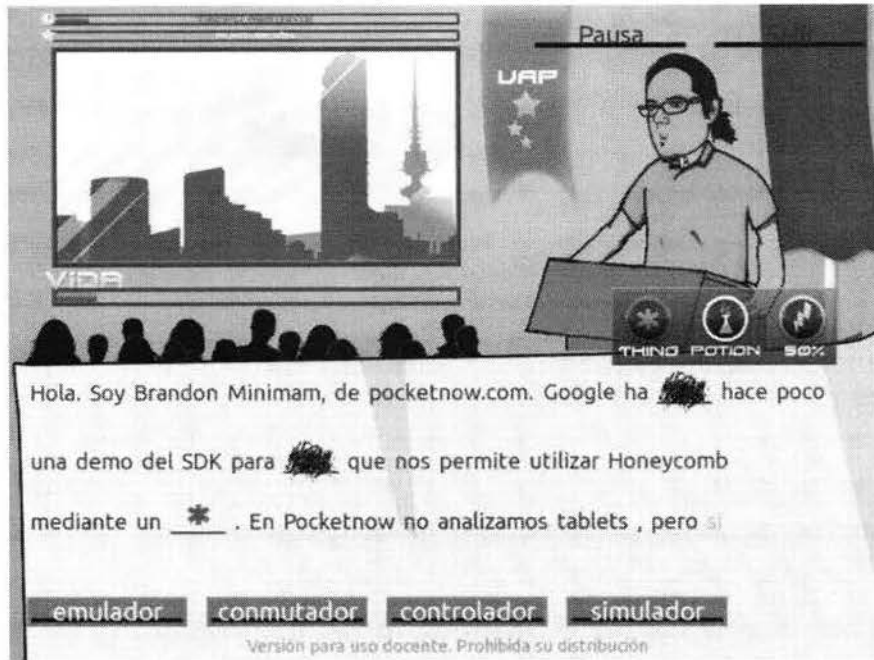 Pausa
Salir
UAP
VIDA
THING POTION 50%
Hola. Soy Brandon Minimam, de pocketnow.com. Google ha hace poco
una demo del SDK para que nos permite utilizar Honeycomb
mediante un * . En Pocketnow no analizamos tablets , pero si
emulador conmutador controlador simulador
Versión para uso docente. Prohibida su distribución